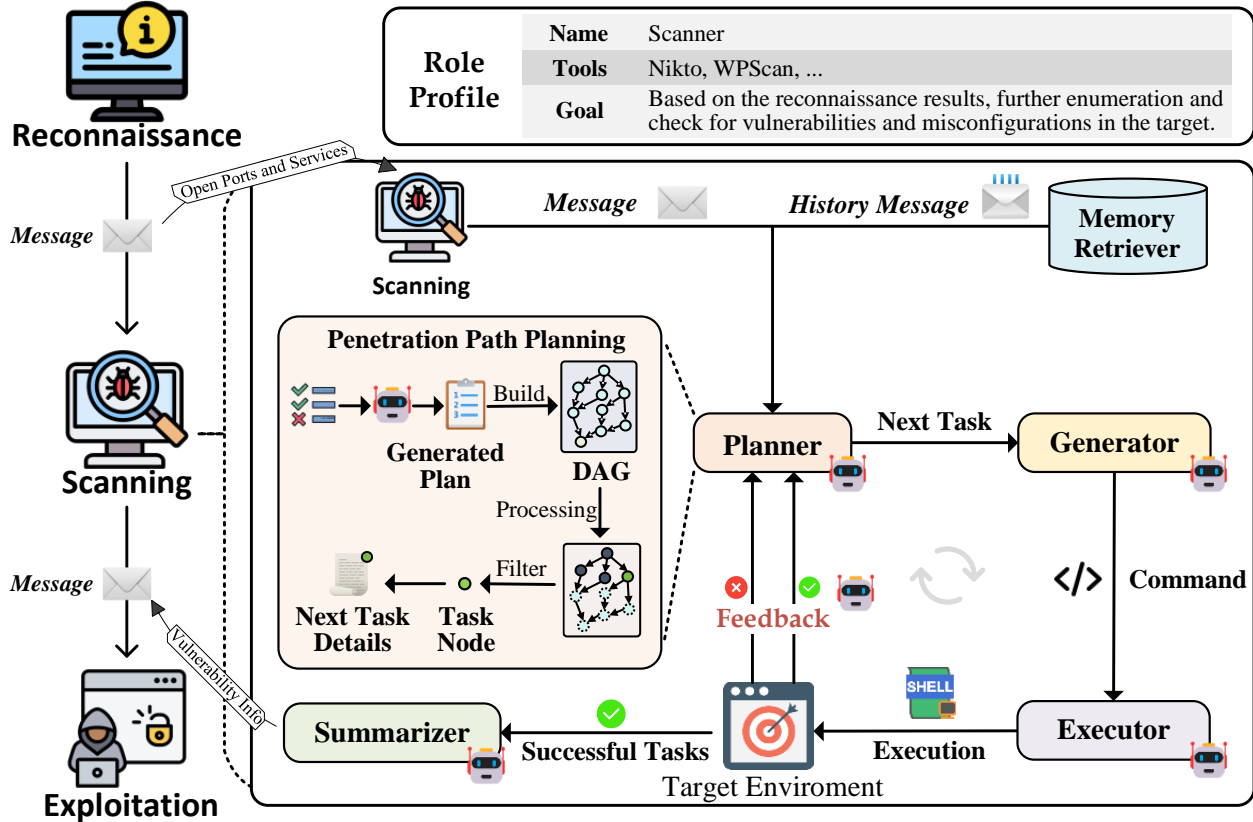 Role
Profile
Name Scanner
Tools Nikto, WPScan, ...
Goal Based on the reconnaissance results, further enumeration and
check for vulnerabilities and misconfigurations in the target.
Reconnaissance
Open Ports and Services
Message
Scanning
Message
Exploitation
Vulnerability Info
Scanning
Message
History Message
Memory
Retriever
Penetration Path Planning
Generated
Plan
1
2
3
Build
DAG
Processing
Filter
Task
Node
Next Task
Details
Planner
Next Task
Generator
</>
Command
Feedback
Executor
SHELL
Execution
Target Enviroment
Successful Tasks
Summarizer